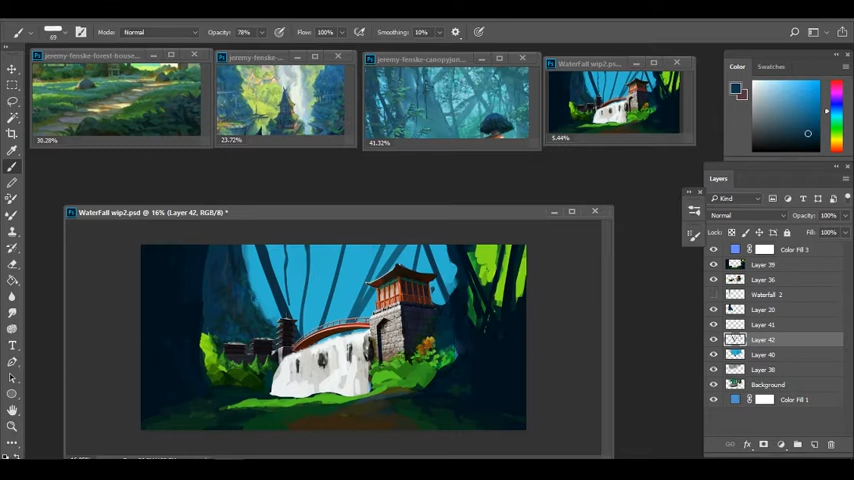 69
Mode: Normal
Opacity: 78%
Flow: 100%
Smoothing: 10%
jeremy-fenske-forest-house...
30.28%
jeremy-fenske-...
23.72%
jeremy-fenske-canopyjun...
41.32%
WaterFall wip2.ps...
5.44%
Color Swatches
WaterFall wip2.psd @ 16% (Layer 42, RGB/8) *
Layers
Kind
Normal Opacity: 100%
Lock: Fill: 100%
Color Fill 3
Layer 39
Layer 36
Waterfall 2
Layer 20
Layer 41
Layer 42
Layer 40
Layer 38
Background
Color Fill 1
fx